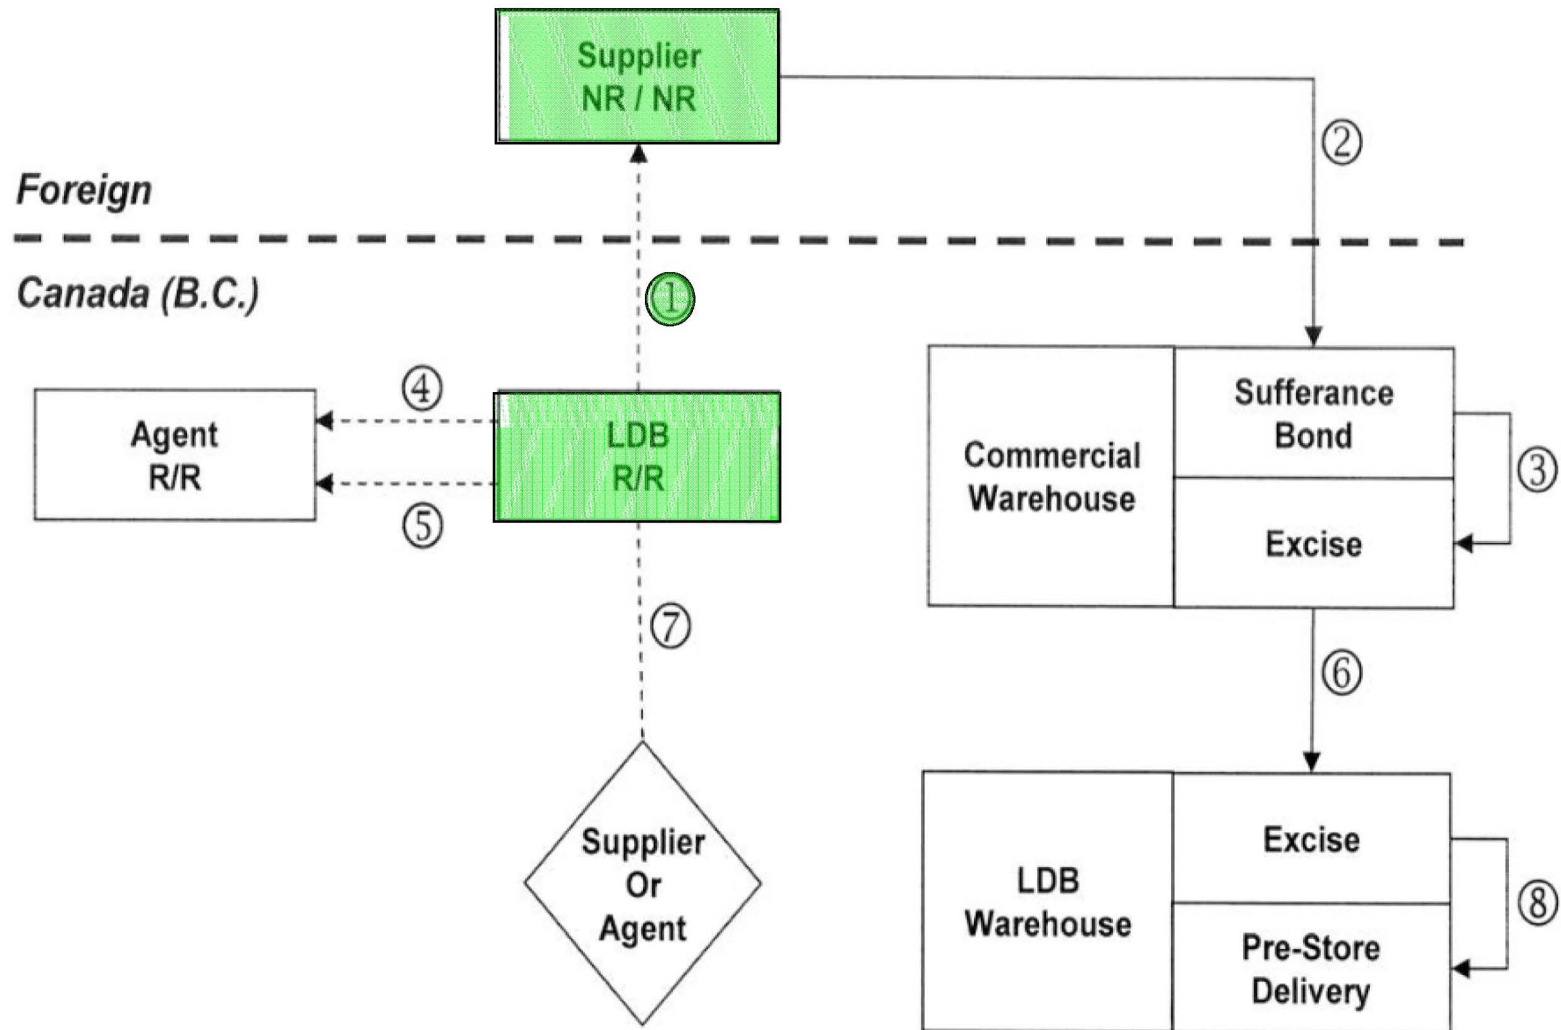 Supplier
NR / NR
②
Foreign
Canada (B.C.)
①
④
Agent
R/R
LDB
R/R
⑤
Commercial
Warehouse
Sufferance
Bond
③
Excise
⑦
⑥
Supplier
Or
Agent
LDB
Warehouse
Excise
⑧
Pre-Store
Delivery